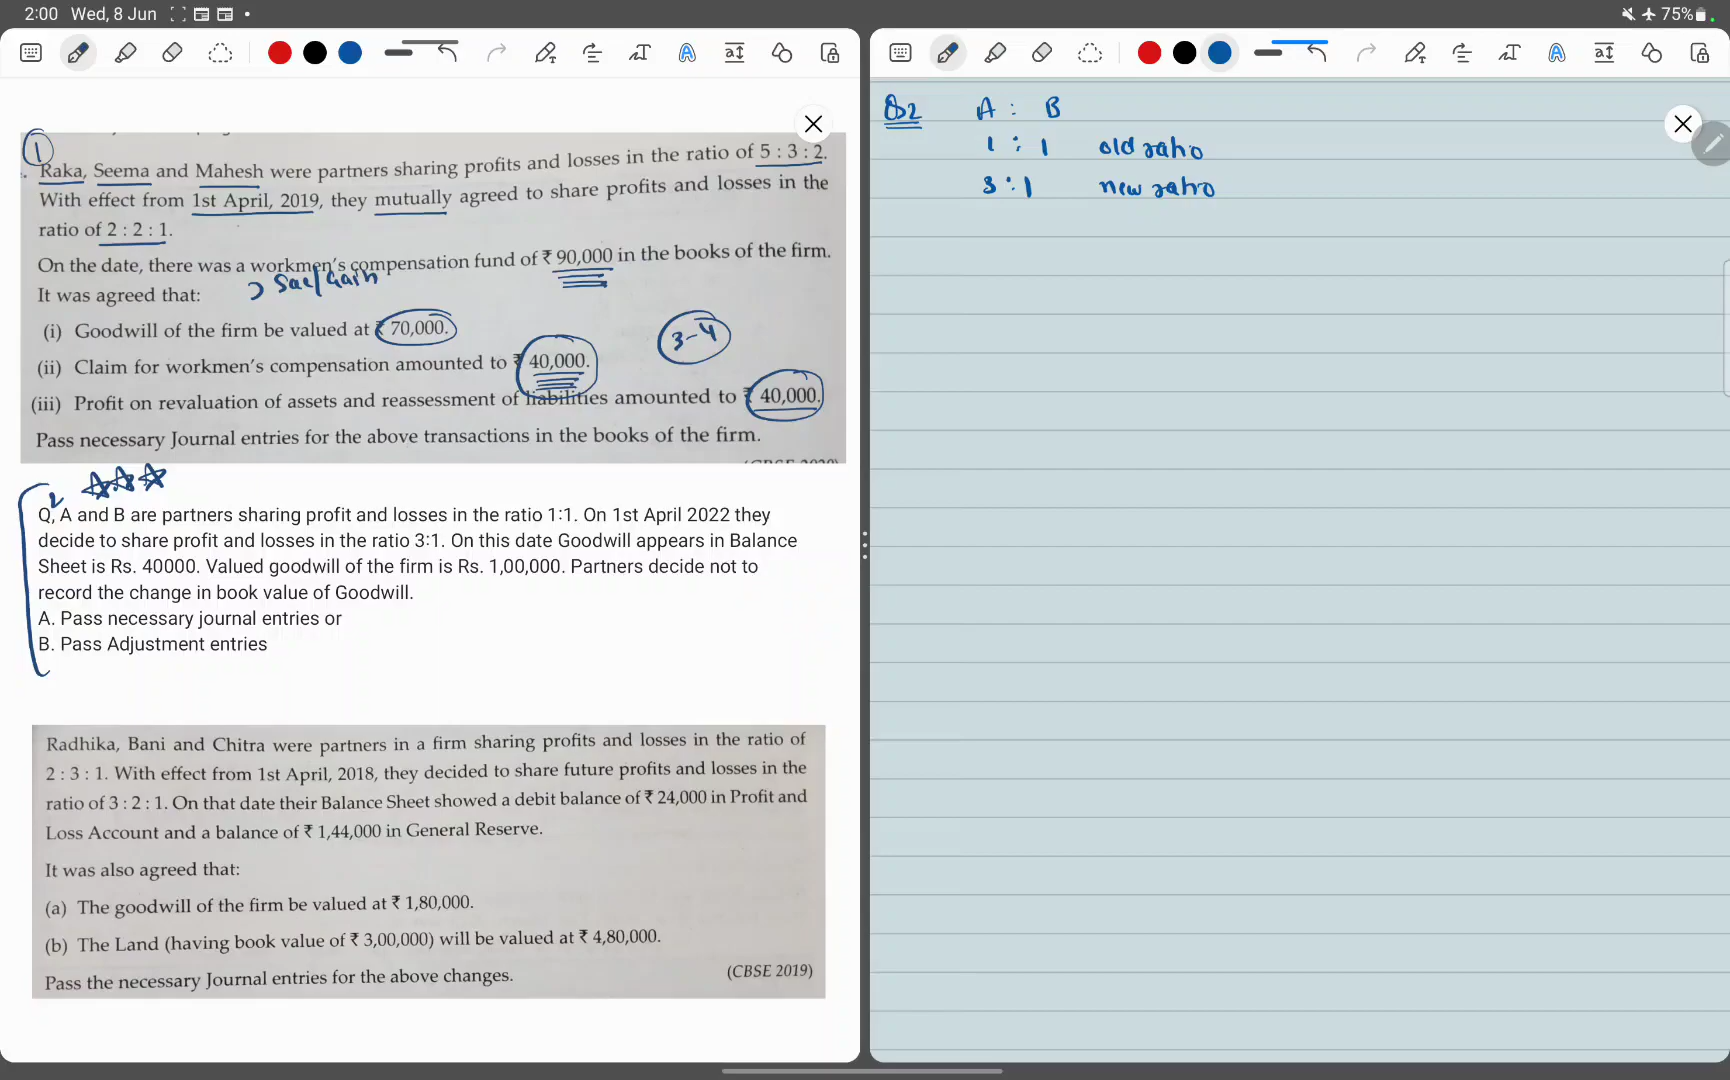 2:00 Wed, 8 Jun
75%
1
Raka, Seema and Mahesh were partners sharing profits and losses in the ratio of 5 : 3 : 2.
With effect from 1st April, 2019, they mutually agreed to share profits and losses in the
ratio of 2 : 2 : 1.
On the date, there was a workmen's compensation fund of ₹ 90,000 in the books of the firm.
It was agreed that:
Sac/Gain
(i) Goodwill of the firm be valued at ₹ 70,000.
3-4
(ii) Claim for workmen's compensation amounted to ₹ 40,000.
(iii) Profit on revaluation of assets and reassessment of liabilities amounted to ₹ 40,000.
Pass necessary Journal entries for the above transactions in the books of the firm.
2
Q, A and B are partners sharing profit and losses in the ratio 1:1. On 1st April 2022 they
decide to share profit and losses in the ratio 3:1. On this date Goodwill appears in Balance
Sheet is Rs. 40000. Valued goodwill of the firm is Rs. 1,00,000. Partners decide not to
record the change in book value of Goodwill.
A. Pass necessary journal entries or
B. Pass Adjustment entries
Radhika, Bani and Chitra were partners in a firm sharing profits and losses in the ratio of
2 : 3 : 1. With effect from 1st April, 2018, they decided to share future profits and losses in the
ratio of 3 : 2 : 1. On that date their Balance Sheet showed a debit balance of ₹ 24,000 in Profit and
Loss Account and a balance of ₹ 1,44,000 in General Reserve.
It was also agreed that:
(a) The goodwill of the firm be valued at ₹ 1,80,000.
(b) The Land (having book value of ₹ 3,00,000) will be valued at ₹ 4,80,000.
Pass the necessary Journal entries for the above changes.
(CBSE 2019)
Q2 A : B
1 : 1 old ratio
3 : 1 new ratio